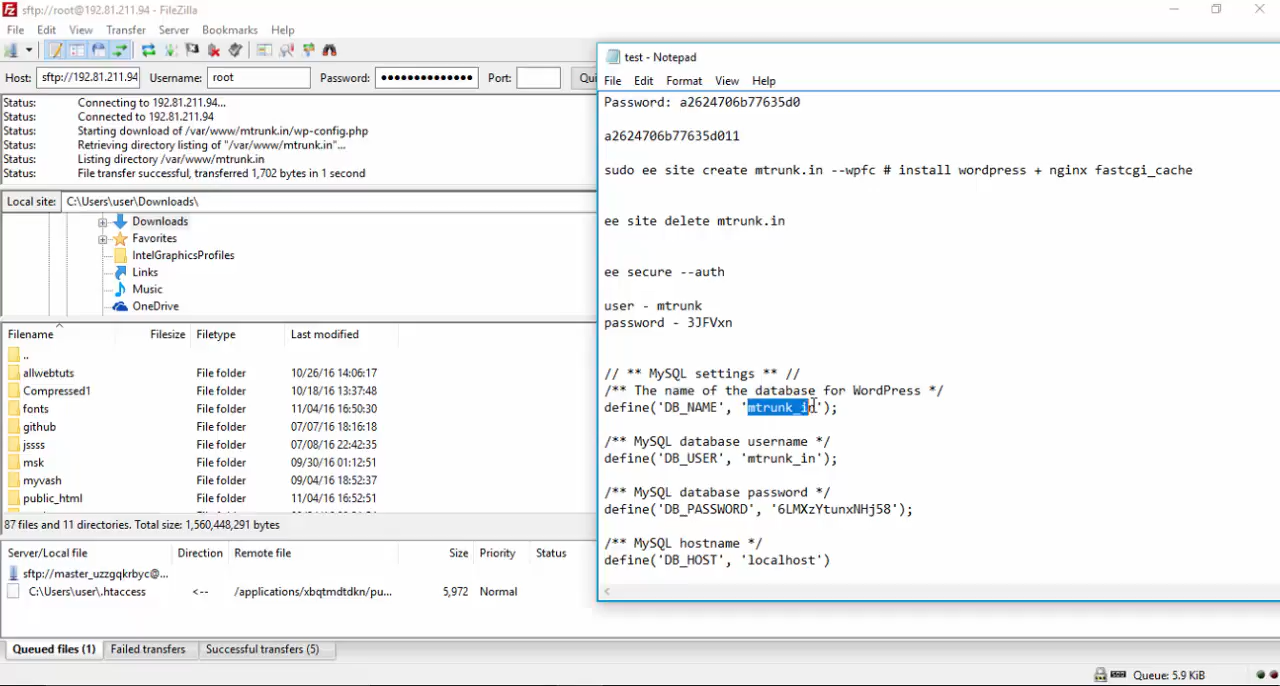 sftp://root@192.81.211.94 - FileZilla
File Edit View Transfer Server Bookmarks Help
Host: sftp://192.81.211.94 Username: root Password: ●●●●●●●●●●●●●●● Port: Qui
Status: Connecting to 192.81.211.94...
Status: Connected to 192.81.211.94
Status: Starting download of /var/www/mtrunk.in/wp-config.php
Status: Retrieving directory listing of "/var/www/mtrunk.in"...
Status: Listing directory /var/www/mtrunk.in
Status: File transfer successful, transferred 1,702 bytes in 1 second
Local site: C:\Users\user\Downloads\
Downloads
Favorites
IntelGraphicsProfiles
Links
Music
OneDrive
Filename Filesize Filetype Last modified
..
allwebtuts File folder 10/26/16 14:06:17
Compressed1 File folder 10/18/16 13:37:48
fonts File folder 11/04/16 16:50:30
github File folder 07/07/16 18:16:18
jssss File folder 07/08/16 22:42:35
msk File folder 09/30/16 01:12:51
myvash File folder 09/04/16 18:52:37
public_html File folder 11/04/16 16:52:51
87 files and 11 directories. Total size: 1,560,448,291 bytes
Server/Local file Direction Remote file Size Priority Status
sftp://master_uzzgqkrbyc@...
C:\Users\user\.htaccess <-- /applications/xbqtmdtdkn/pu... 5,972 Normal
Queued files (1) Failed transfers Successful transfers (5)
Queue: 5.9 KiB
test - Notepad
File Edit Format View Help
Password: a2624706b77635d0
a2624706b77635d011
sudo ee site create mtrunk.in --wpfc # install wordpress + nginx fastcgi_cache
ee site delete mtrunk.in
ee secure --auth
user - mtrunk
password - 3JFVxn
// ** MySQL settings ** //
/** The name of the database for WordPress */
define('DB_NAME', 'mtrunk_in');
/** MySQL database username */
define('DB_USER', 'mtrunk_in');
/** MySQL database password */
define('DB_PASSWORD', '6LMXzYtunxNHj58');
/** MySQL hostname */
define('DB_HOST', 'localhost')